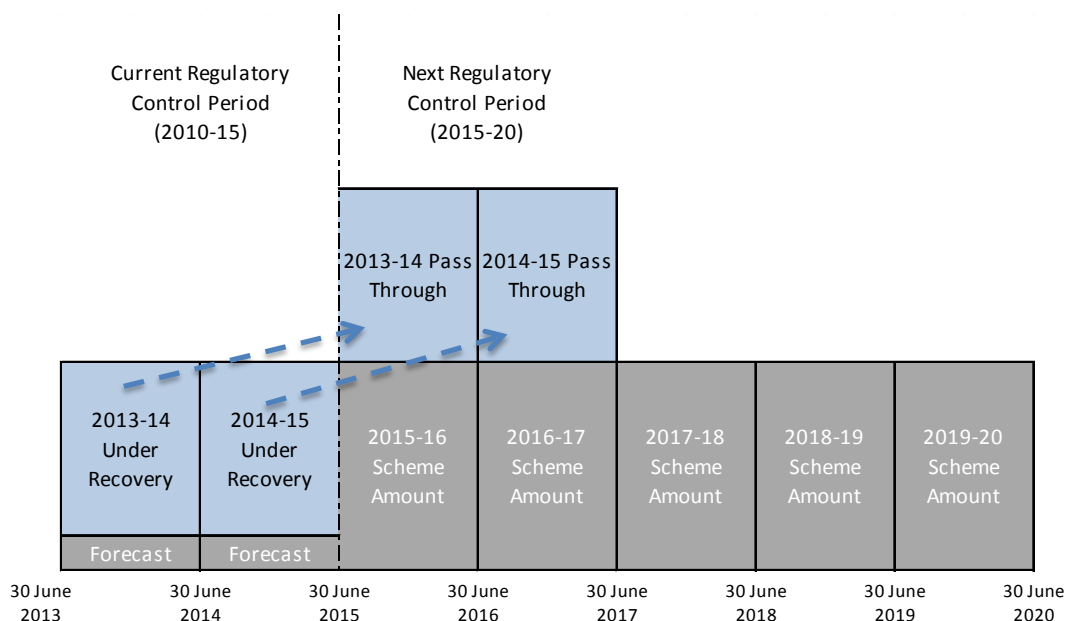 Current Regulatory
Control Period
(2010-15)
Next Regulatory
Control Period
(2015-20)
2013-14 Pass
Through
2014-15 Pass
Through
2013-14
Under
Recovery
2014-15
Under
Recovery
2015-16
Scheme
Amount
2016-17
Scheme
Amount
2017-18
Scheme
Amount
2018-19
Scheme
Amount
2019-20
Scheme
Amount
Forecast
Forecast
30 June
2013
30 June
2014
30 June
2015
30 June
2016
30 June
2017
30 June
2018
30 June
2019
30 June
2020